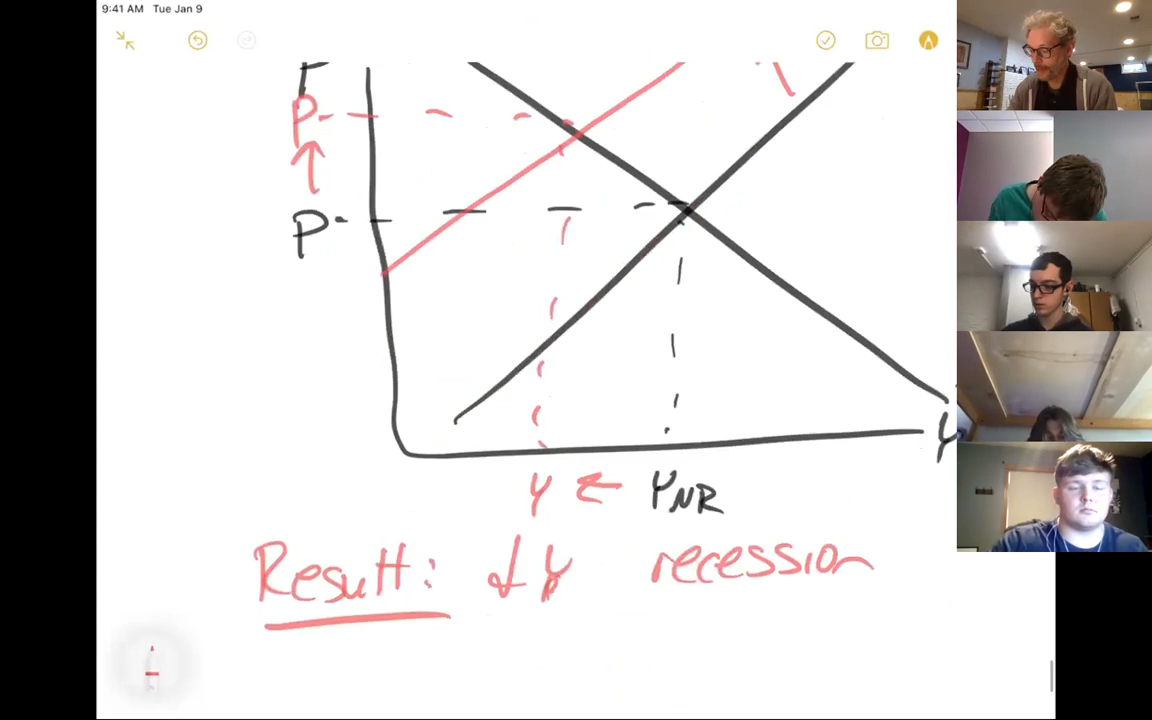 9:41 AM Tue Jan 9
P
P
P
Y
Y ← YNR
Result: ↓Y recession